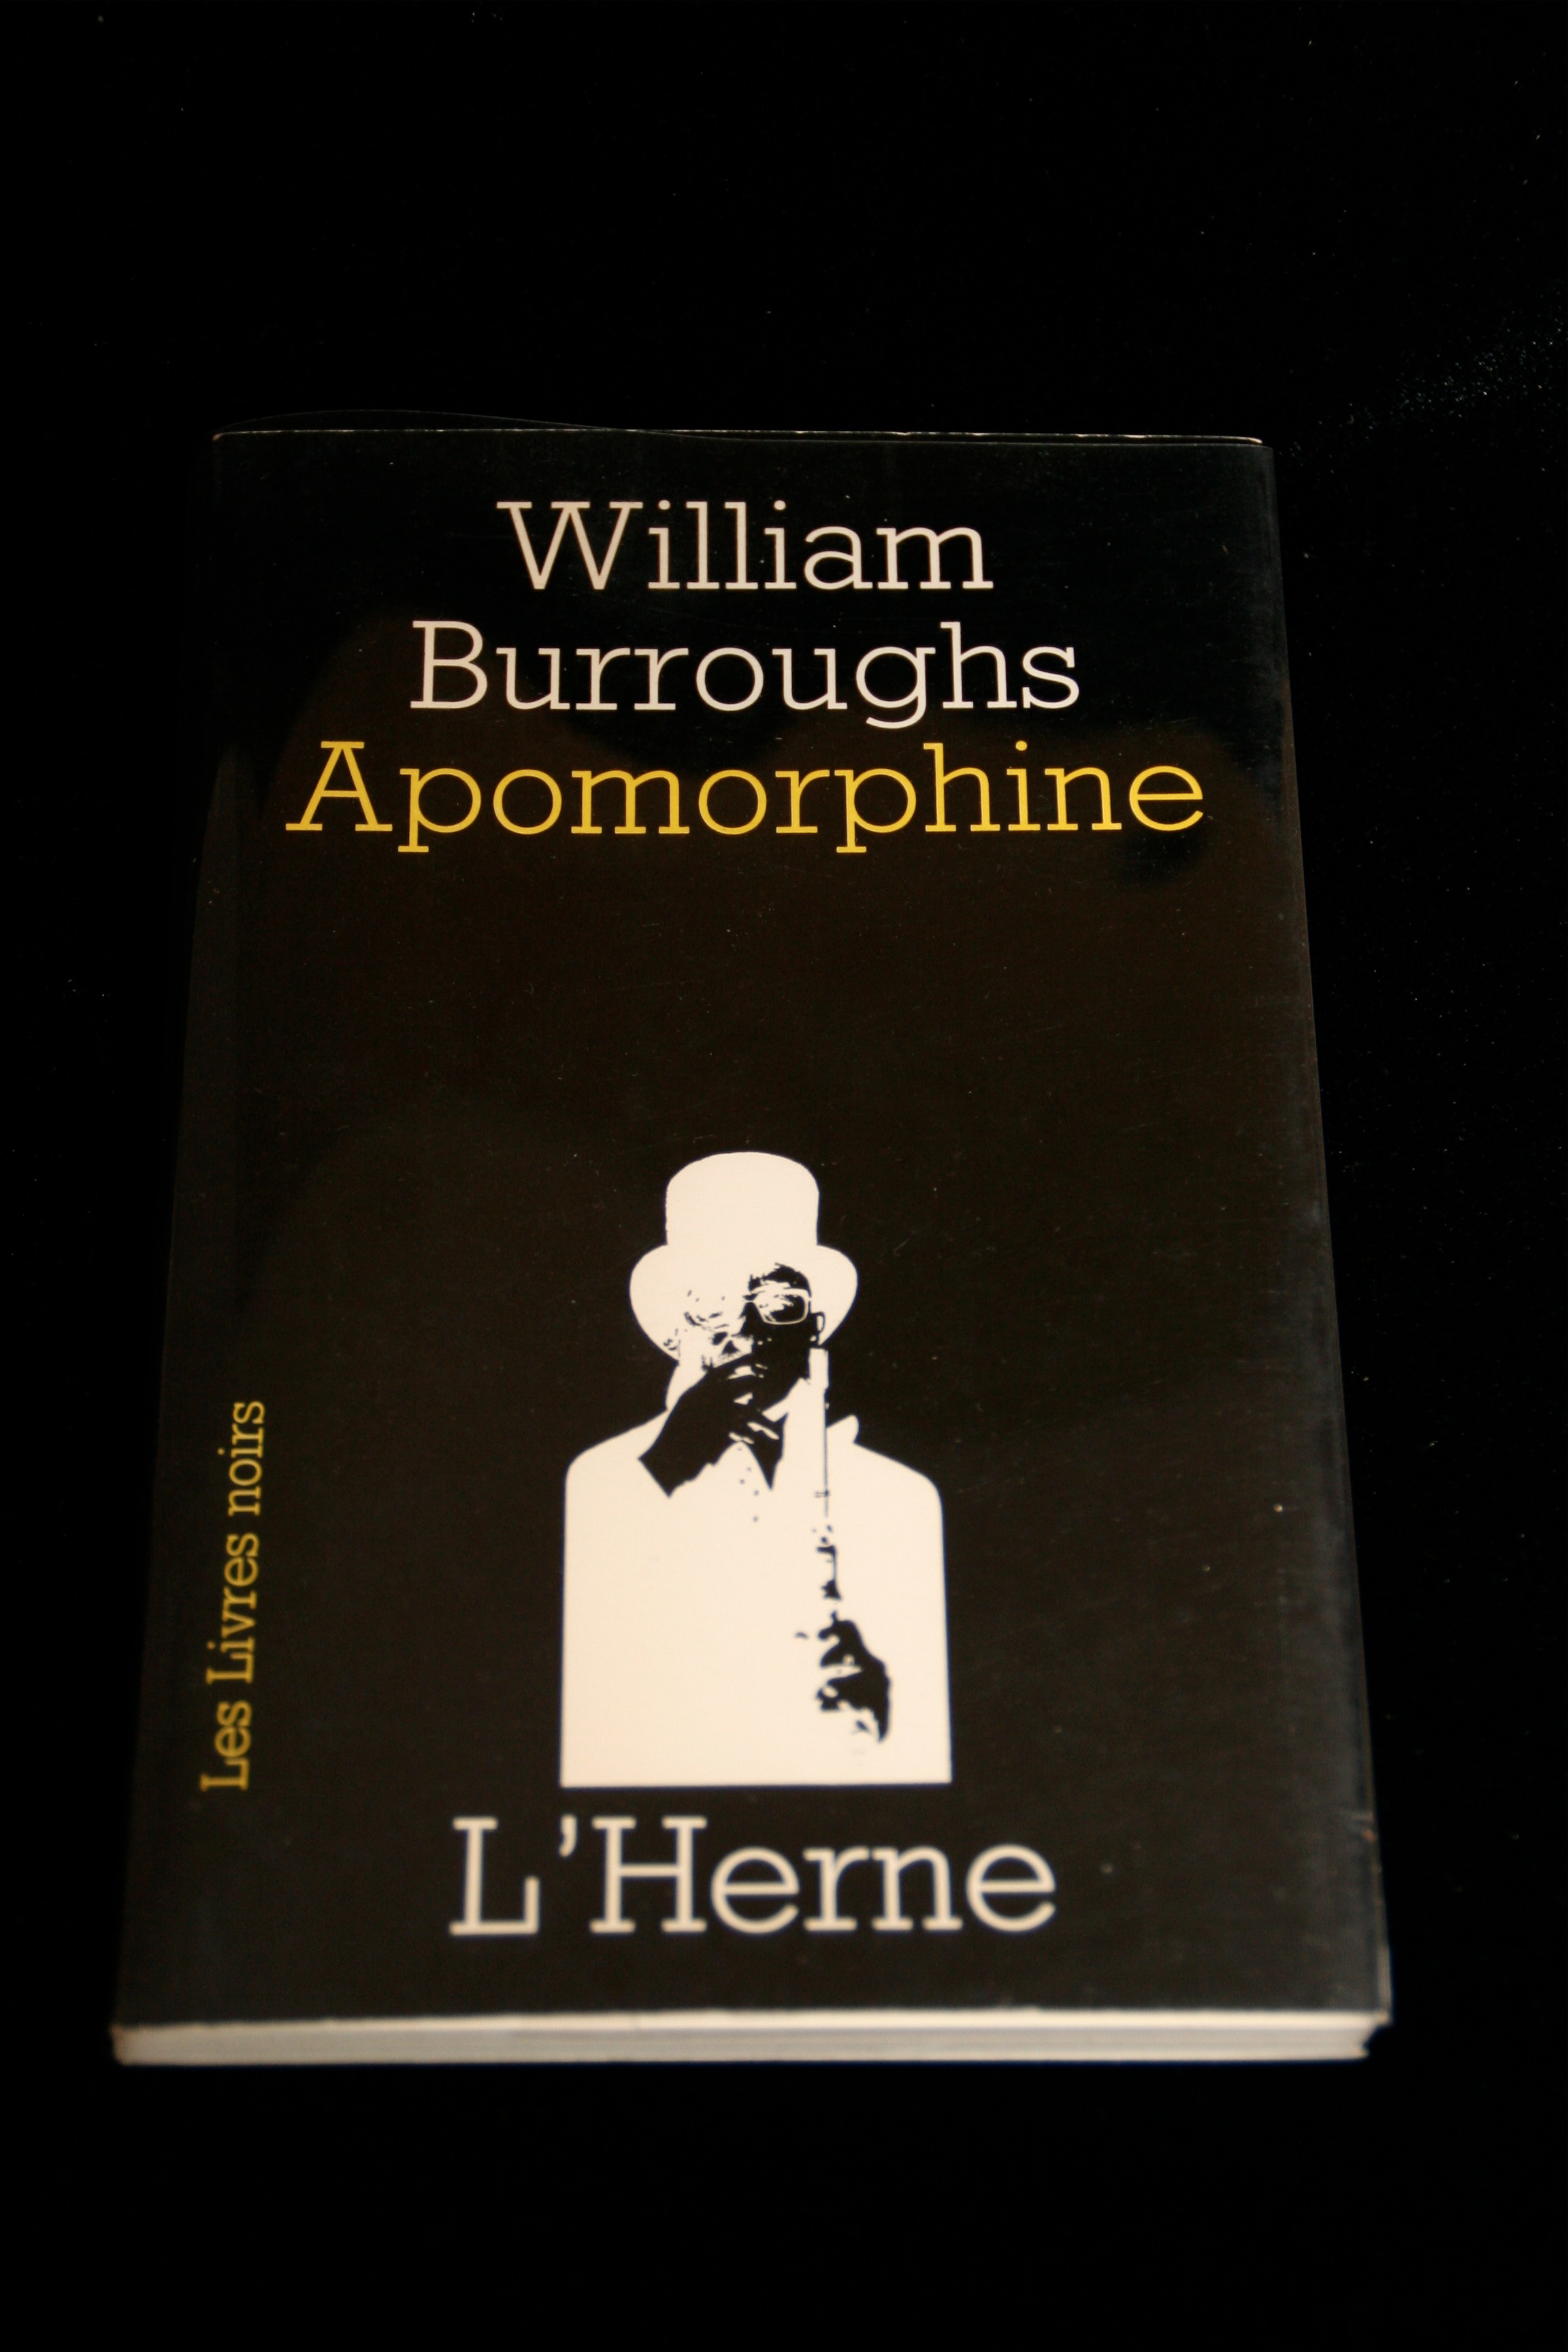 William
Burroughs
Apomorphine
Les Livres noirs
L'Herne